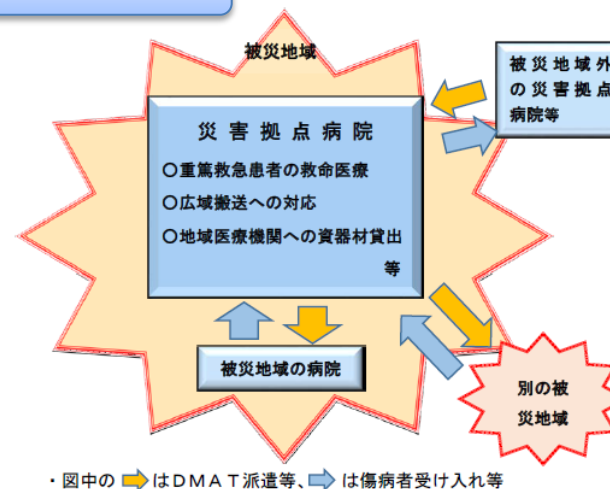 被災地域
被災地域外
の災害拠点
病院等
災害拠点病院
〇重篤救急患者の救命医療
〇広域搬送への対応
〇地域医療機関への資器材貸出
等
被災地域の病院
別の被
災地域
・図中の➡はDMAT派遣等、➡は傷病者受け入れ等